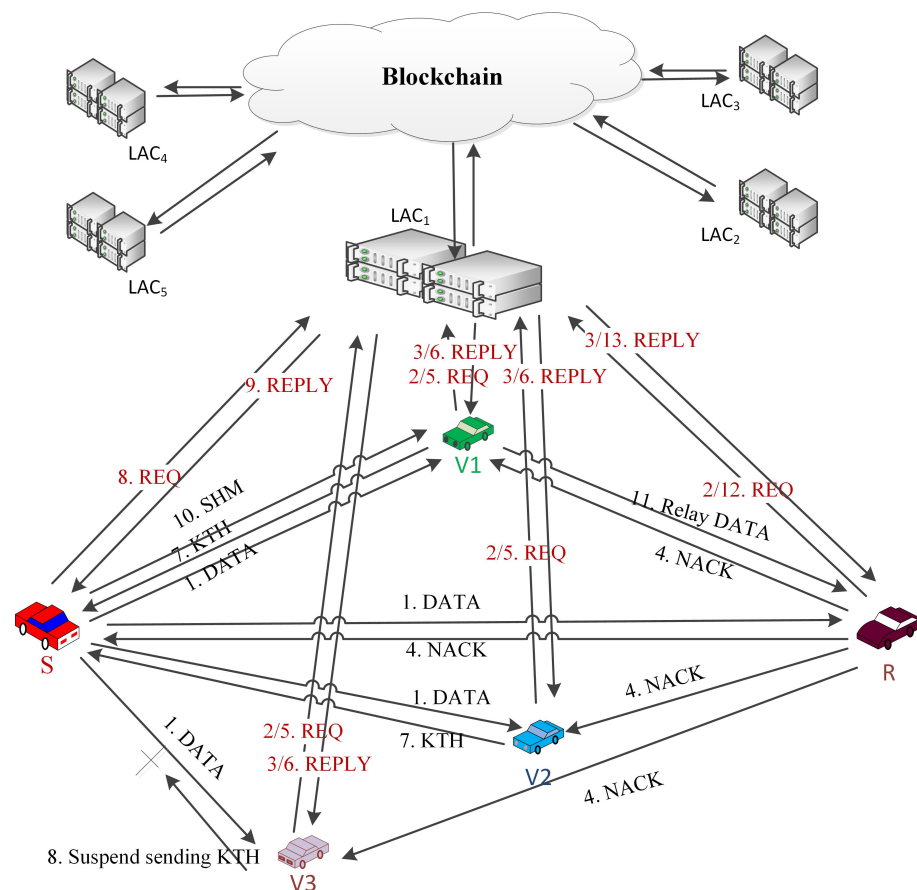 Blockchain
LAC3
LAC4
LAC1
LAC2
LAC5
3/6. REPLY
3/13. REPLY
9. REPLY
2/5. REQ
3/6. REPLY
V1
8. REQ
10. SHM
2/12. REQ
11. Relay DATA
7. KTH
2/5. REQ
1. DATA
4. NACK
1. DATA
S
4. NACK
R
1. DATA
4. NACK
1. DATA
2/5. REQ
7. KTH
3/6. REPLY
V2
4. NACK
8. Suspend sending KTH
V3